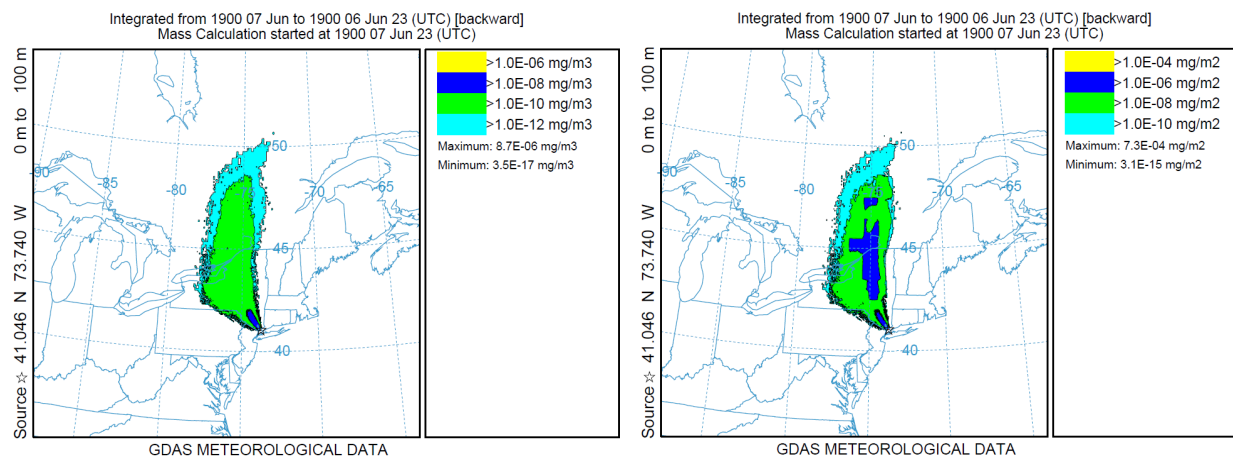 Integrated from 1900 07 Jun to 1900 06 Jun 23 (UTC) [backward]
Mass Calculation started at 1900 07 Jun 23 (UTC)
Source ☆ 41.046 N 73.740 W 0 m to 100 m
>1.0E-06 mg/m3
>1.0E-08 mg/m3
>1.0E-10 mg/m3
>1.0E-12 mg/m3
Maximum: 8.7E-06 mg/m3
Minimum: 3.5E-17 mg/m3
50
-90
-85
-80
-75
-70
-65
45
40
GDAS METEOROLOGICAL DATA
Integrated from 1900 07 Jun to 1900 06 Jun 23 (UTC) [backward]
Mass Calculation started at 1900 07 Jun 23 (UTC)
Source ☆ 41.046 N 73.740 W 0 m to 100 m
>1.0E-04 mg/m2
>1.0E-06 mg/m2
>1.0E-08 mg/m2
>1.0E-10 mg/m2
Maximum: 7.3E-04 mg/m2
Minimum: 3.1E-15 mg/m2
50
-90
-85
-80
-75
-70
-65
45
40
GDAS METEOROLOGICAL DATA